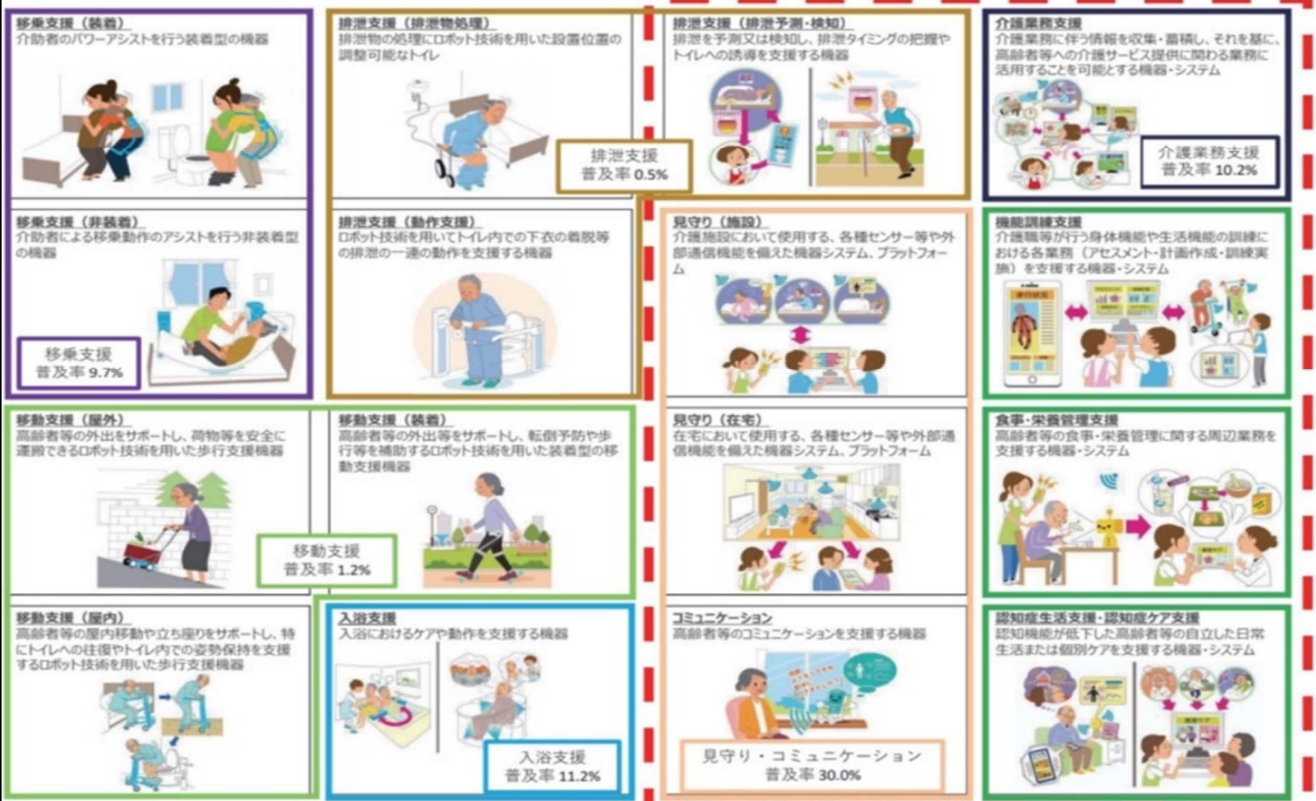 移乗支援（装着）
介助者のパワーアシストを行う装着型の機器
排泄支援（排泄物処理）
排泄物の処理にロボット技術を用いた設置位置の
調整可能なトイレ
排泄支援（排泄予測・検知）
排泄を予測又は検知し、排泄タイミングの把握や
トイレへの誘導を支援する機器
排泄支援
普及率 0.5%
介護業務支援
介護業務に伴う情報を収集・蓄積し、それを基に、
高齢者等への介護サービス提供に関わる業務に
活用することを可能とする機器・システム
介護業務支援
普及率 10.2%
移乗支援（非装着）
介助者による移乗動作のアシストを行う非装着型
の機器
移乗支援
普及率 9.7%
排泄支援（動作支援）
ロボット技術を用いてトイレ内での下衣の着脱等
の排泄の一連の動作を支援する機器
見守り（施設）
介護施設において使用する、各種センサー等や外
部通信機能を備えた機器システム、プラットフォー
ム
機能訓練支援
介護職等が行う身体機能や生活機能の訓練に
おける各業務（アセスメント・計画作成・訓練実
施）を支援する機器・システム
歩行状況
移動支援（屋外）
高齢者等の外出をサポートし、荷物等を安全に
運搬できるロボット技術を用いた歩行支援機器
移動支援（装着）
高齢者等の外出等をサポートし、転倒予防や歩
行等を補助するロボット技術を用いた装着型の移
動支援機器
移動支援
普及率 1.2%
見守り（在宅）
在宅において使用する、各種センサー等や外部通
信機能を備えた機器システム、プラットフォーム
食事・栄養管理支援
高齢者等の食事・栄養管理に関する周辺業務を
支援する機器・システム
移動支援（屋内）
高齢者等の屋内移動や立ち座りをサポートし、特
にトイレへの往復やトイレ内での姿勢保持を支援
するロボット技術を用いた歩行支援機器
入浴支援
入浴におけるケアや動作を支援する機器
入浴支援
普及率 11.2%
コミュニケーション
高齢者等のコミュニケーションを支援する機器
見守り・コミュニケーション
普及率 30.0%
認知症生活支援・認知症ケア支援
認知機能が低下した高齢者等の自立した日常
生活または個別ケアを支援する機器・システム